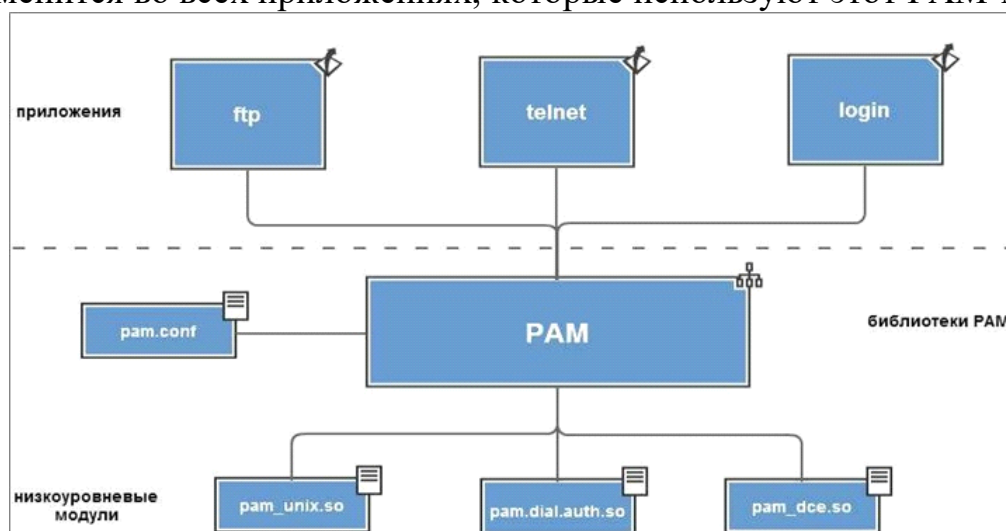 во всех приложениях, которые используют этот PAM
приложения
ftp
telnet
login
pam.conf
PAM
библиотеки PAM
низкоуровневые
модули
pam_unix.so
pam.dial.auth.so
pam_dce.so